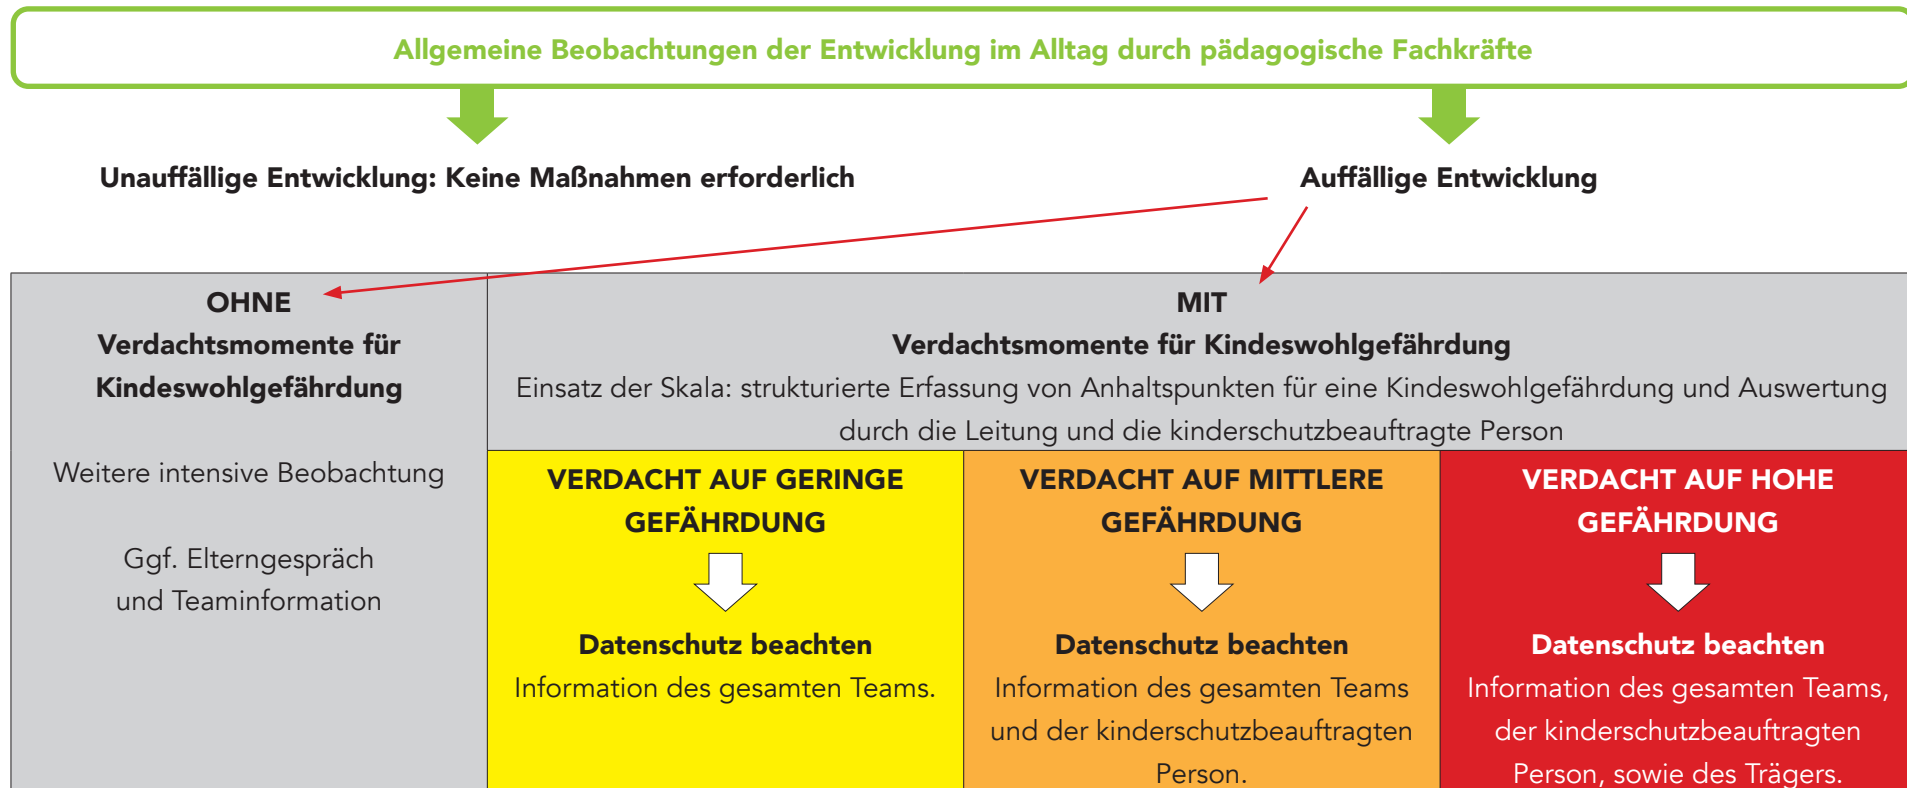 Allgemeine Beobachtungen der Entwicklung im Alltag durch pädagogische Fachkräfte
Unauffällige Entwicklung: Keine Maßnahmen erforderlich
Auffällige Entwicklung
OHNE
Verdachtsmomente für
Kindeswohlgefährdung
Weitere intensive Beobachtung
Ggf. Elterngespräch
und Teaminformation
MIT
Verdachtsmomente für Kindeswohlgefährdung
Einsatz der Skala: strukturierte Erfassung von Anhaltspunkten für eine Kindeswohlgefährdung und Auswertung
durch die Leitung und die kinderschutzbeauftragte Person
VERDACHT AUF GERINGE
GEFÄHRDUNG
Datenschutz beachten
Information des gesamten Teams.
VERDACHT AUF MITTLERE
GEFÄHRDUNG
Datenschutz beachten
Information des gesamten Teams
und der kinderschutzbeauftragten
Person.
VERDACHT AUF HOHE
GEFÄHRDUNG
Datenschutz beachten
Information des gesamten Teams,
der kinderschutzbeauftragten
Person, sowie des Trägers.